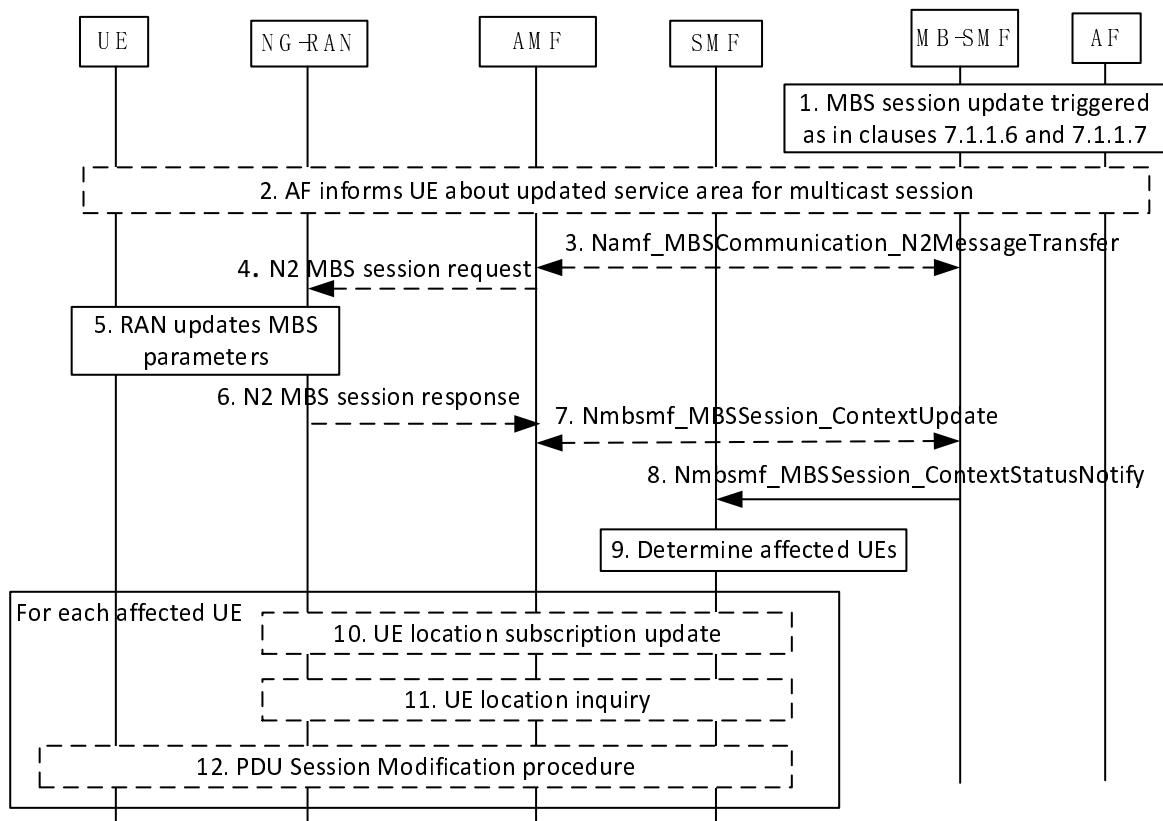 UE
NG-RAN
AMF
SMF
MB-SMF
AF
1. MBS session update triggered
as in clauses 7.1.1.6 and 7.1.1.7
2. AF informs UE about updated service area for multicast session
3. Namf_MBSCommunication_N2MessageTransfer
4. N2 MBS session request
5. RAN updates MBS
parameters
6. N2 MBS session response
7. Nmbsmf_MBSSession_ContextUpdate
8. Nmbsmf_MBSSession_ContextStatusNotify
9. Determine affected UEs
For each affected UE
10. UE location subscription update
11. UE location inquiry
12. PDU Session Modification procedure